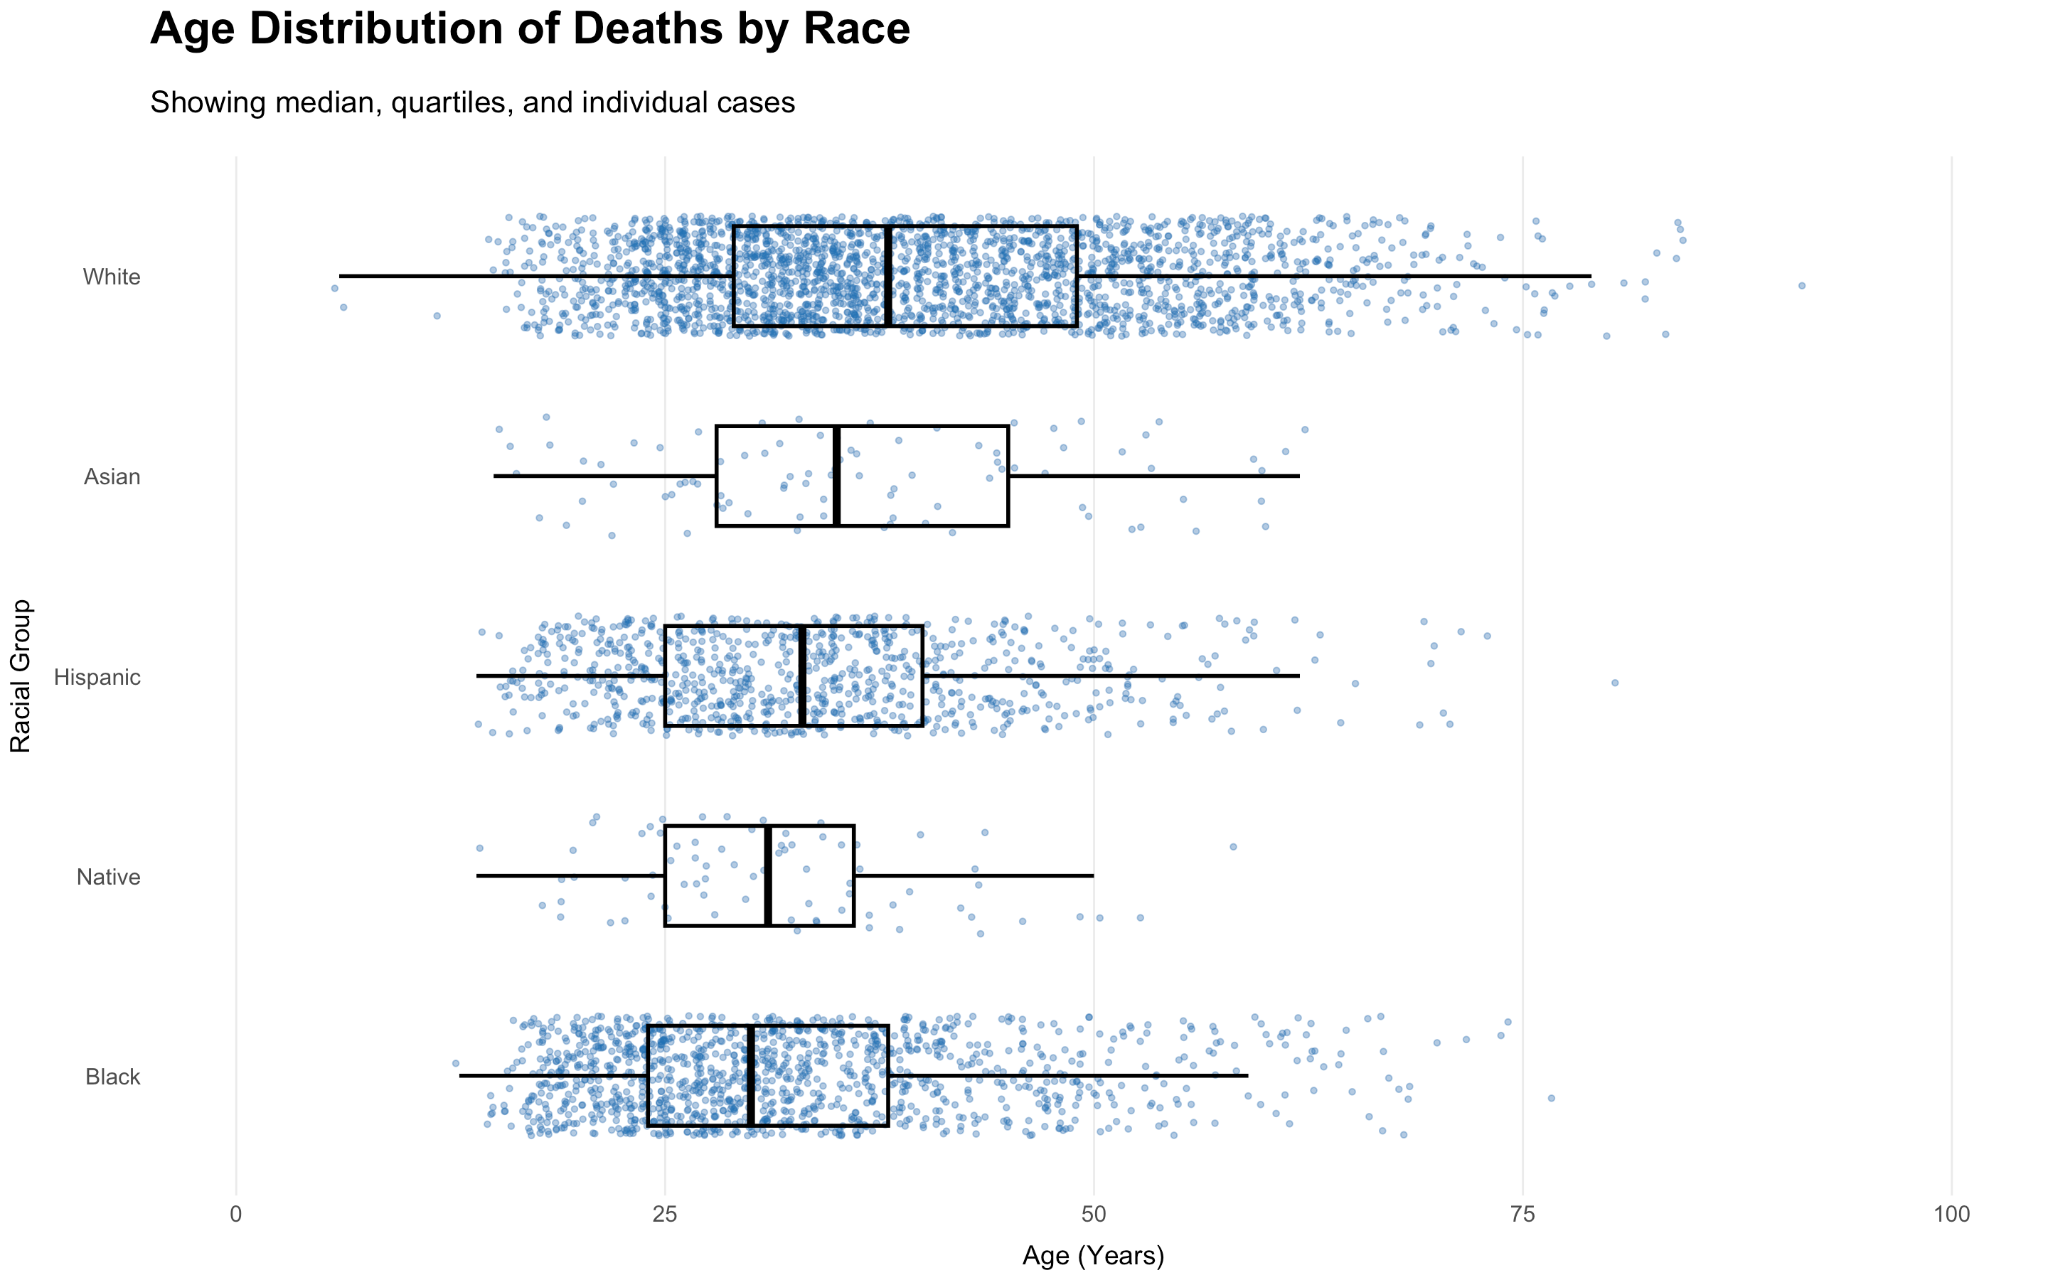 Age Distribution of Deaths by Race
Showing median, quartiles, and individual cases
Racial Group
White
Asian
Hispanic
Native
Black
0 25 50 75 100
Age (Years)